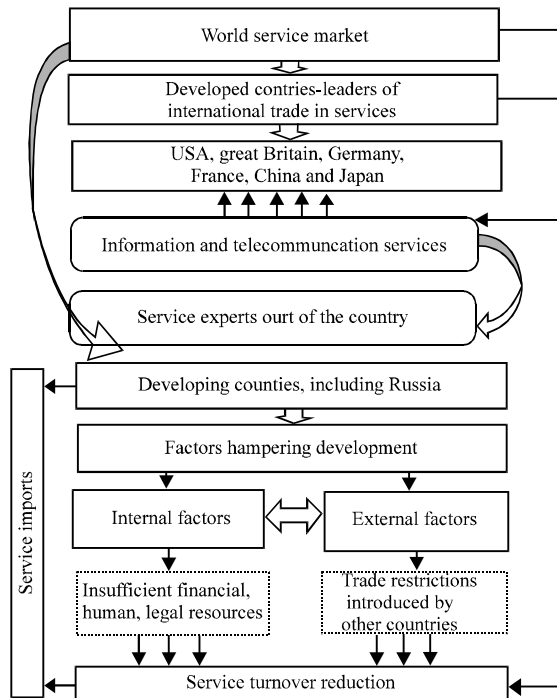 World service market
Developed contries-leaders of
international trade in services
USA, great Britain, Germany,
France, China and Japan
Information and telecommuncation services
Service experts ourt of the country
Developing counties, including Russia
Factors hampering development
Internal factors
External factors
Insufficient financial,
human, legal resources
Trade restrictions
introduced by
other countries
Service imports
Service turnover reduction